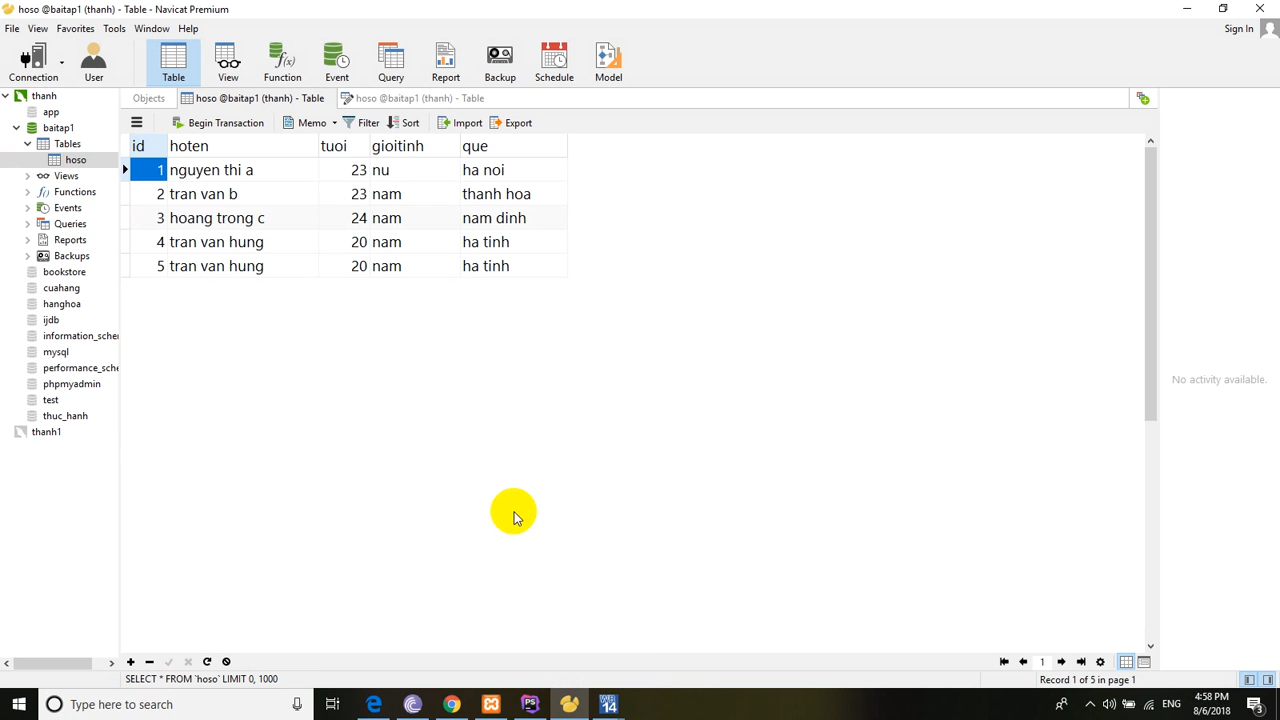 hoso @baitap1 (thanh) - Table - Navicat Premium
File View Favorites Tools Window Help
Sign In
Connection User Table View Function Event Query Report Backup Schedule Model
thanh
app
baitap1
Tables
hoso
Views
Functions
Events
Queries
Reports
Backups
bookstore
cuahang
hanghoa
ijdb
information_sche
mysql
performance_sche
phpmyadmin
test
thuc_hanh
thanh1
Objects hoso @baitap1 (thanh) - Table hoso @baitap1 (thanh) - Table
Begin Transaction Memo Filter Sort Import Export
id hoten tuoi gioitinh que
1 nguyen thi a 23 nu ha noi
2 tran van b 23 nam thanh hoa
3 hoang trong c 24 nam nam dinh
4 tran van hung 20 nam ha tinh
5 tran van hung 20 nam ha tinh
No activity available.
1
SELECT * FROM `hoso` LIMIT 0, 1000
Record 1 of 5 in page 1
Type here to search
ENG
4:58 PM
8/6/2018